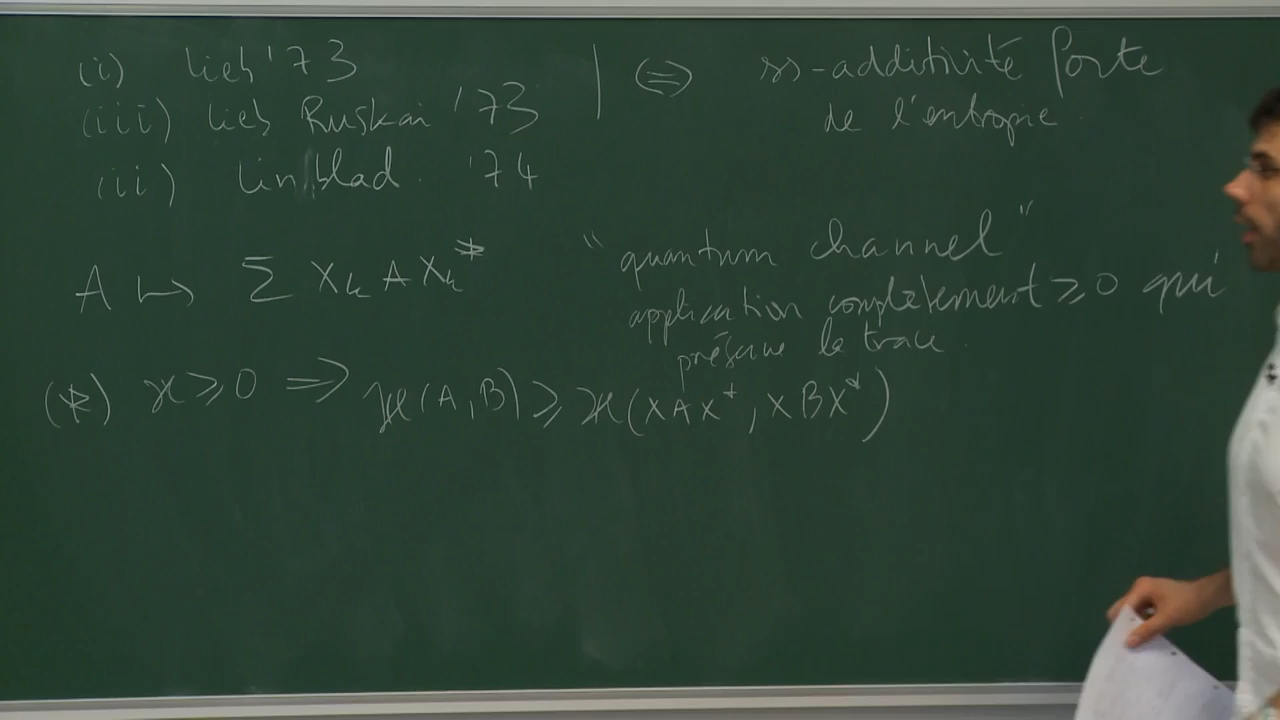 (i) Lieb '73
(iii) Lieb Ruskai '73 | ⇔ ss-additivité forte
de l'entropie.
(ii) Linblad. '74
A ↦ Σ X_k A X_k^*
"quantum channel"
application complètement ≥0 qui
préserve la trace.
(*) ℋ ≥ 0 ⇒ ℋ(A,B) ≥ ℋ(XAX^*, XBX^*)